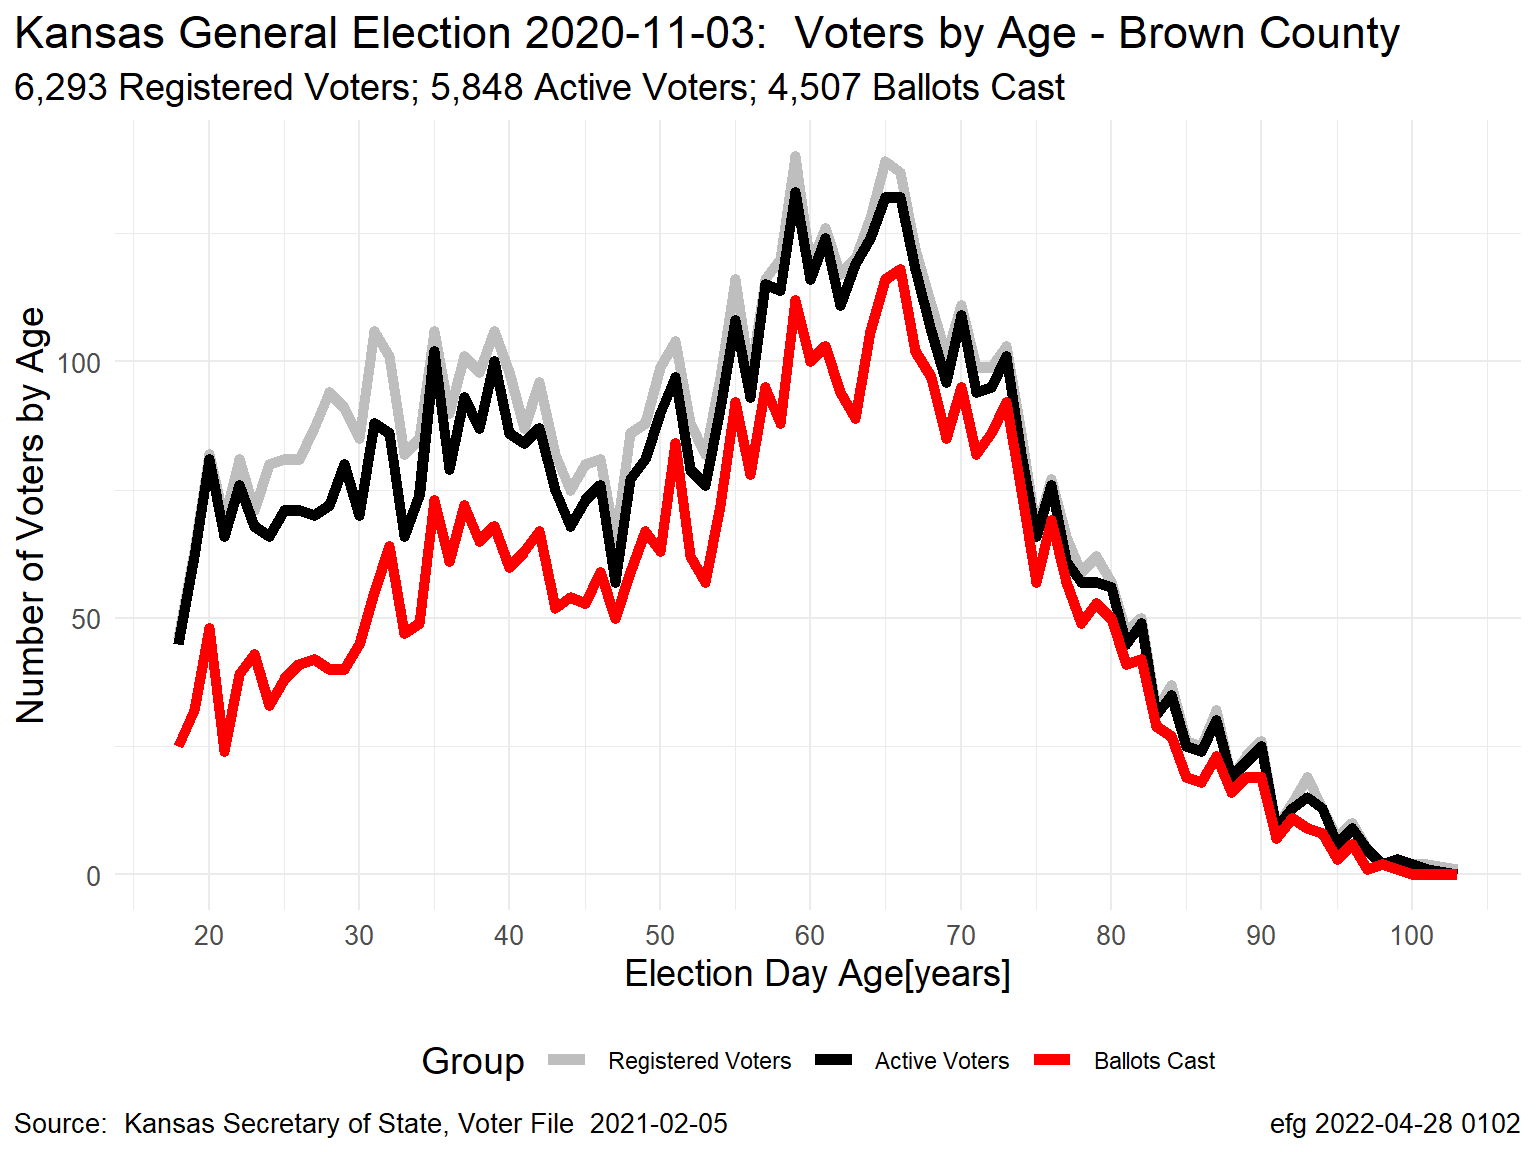 Kansas General Election 2020-11-03:  Voters by Age - Brown County
6,293 Registered Voters; 5,848 Active Voters; 4,507 Ballots Cast
Number of Voters by Age
100
50
0
20 30 40 50 60 70 80 90 100
Election Day Age[years]
Group Registered Voters Active Voters Ballots Cast
Source:  Kansas Secretary of State, Voter File  2021-02-05
efg 2022-04-28 0102